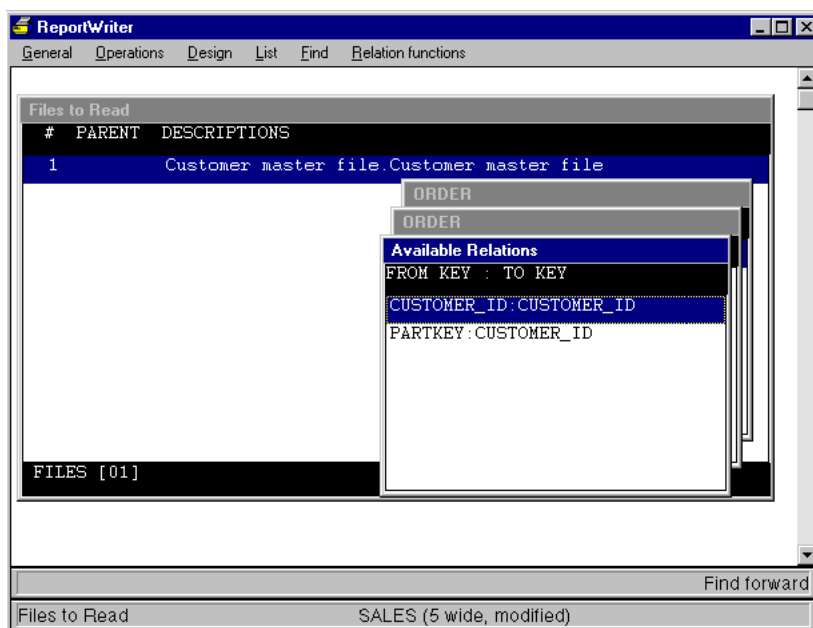 ReportWriter
General Operations Design List Find Relation functions
Files to Read
# PARENT DESCRIPTIONS
1 Customer master file.Customer master file
ORDER
ORDER
Available Relations
FROM KEY : TO KEY
CUSTOMER_ID:CUSTOMER_ID
PARTKEY:CUSTOMER_ID
FILES [01]
Find forward
Files to Read SALES (5 wide, modified)